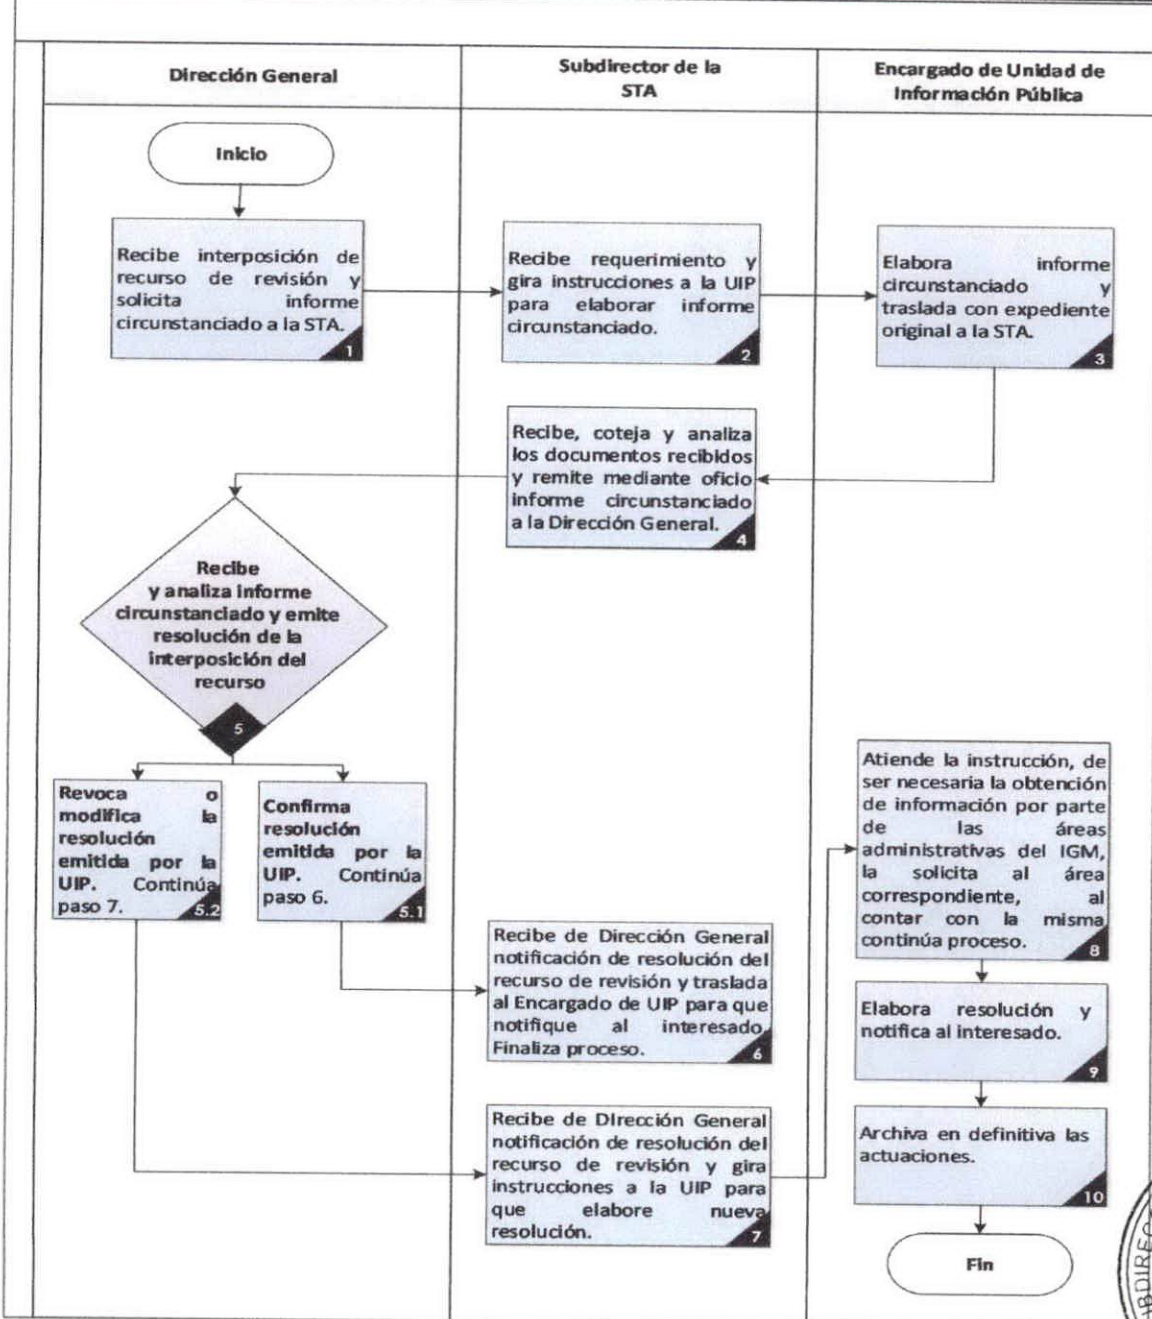 Dirección General
Subdirector de la
STA
Encargado de Unidad de
Información Pública
Inicio
Recibe interposición de
recurso de revisión y
solicita informe
circunstanciado a la STA.
1
Recibe requerimiento y
gira instrucciones a la UIP
para elaborar informe
circunstanciado.
2
Elabora informe
circunstanciado y
traslada con expediente
original a la STA.
3
Recibe, coteja y analiza
los documentos recibidos
y remite mediante oficio
informe circunstanciado
a la Dirección General.
4
Recibe
y analiza informe
circunstanciado y emite
resolución de la
interposición del
recurso
5
Revoca o
modifica la
resolución
emitida por la
UIP. Continúa
paso 7.
5.2
Confirma
resolución
emitida por la
UIP. Continúa
paso 6.
5.1
Recibe de Dirección General
notificación de resolución del
recurso de revisión y traslada
al Encargado de UIP para que
notifique al interesado.
Finaliza proceso.
6
Recibe de Dirección General
notificación de resolución del
recurso de revisión y gira
instrucciones a la UIP para
que elabore nueva
resolución.
7
Atiende la instrucción, de
ser necesaria la obtención
de información por parte
de las áreas
administrativas del IGM,
la solicita al área
correspondiente, al
contar con la misma
continúa proceso.
8
Elabora resolución y
notifica al interesado.
9
Archiva en definitiva las
actuaciones.
10
Fin
BDIREC